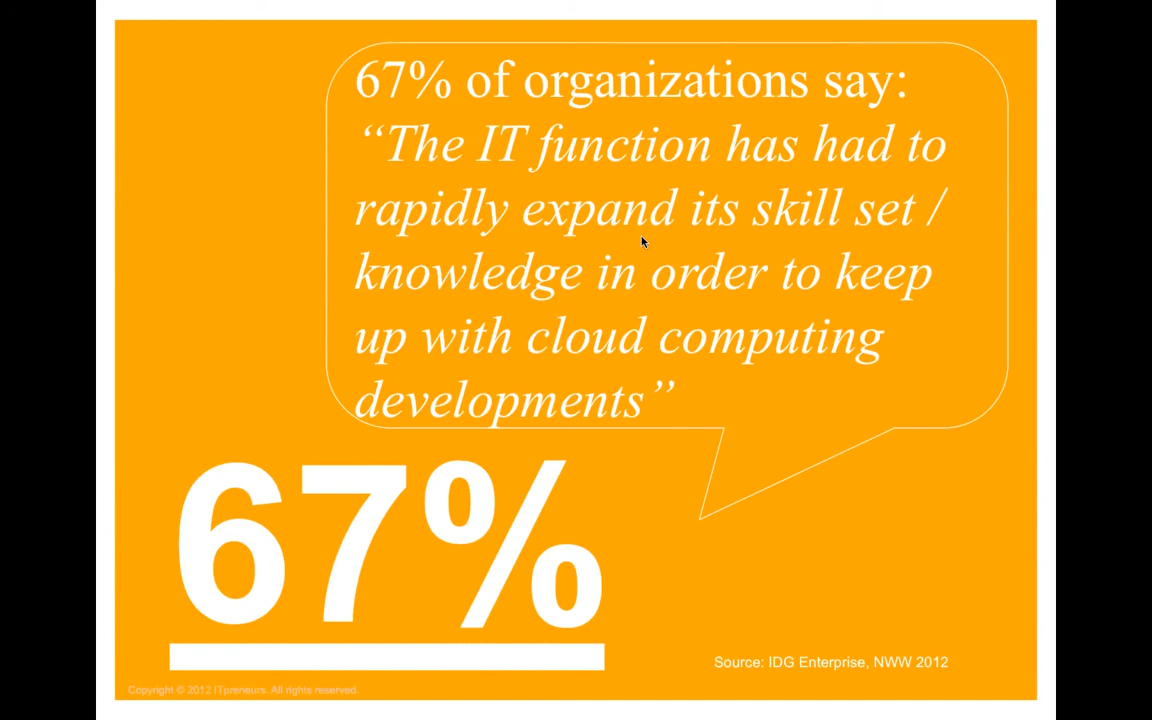 67% of organizations say:
“The IT function has had to
rapidly expand its skill set /
knowledge in order to keep
up with cloud computing
developments”
67%
Source: IDG Enterprise, NWW 2012
Copyright © 2012 ITpreneurs. All rights reserved.